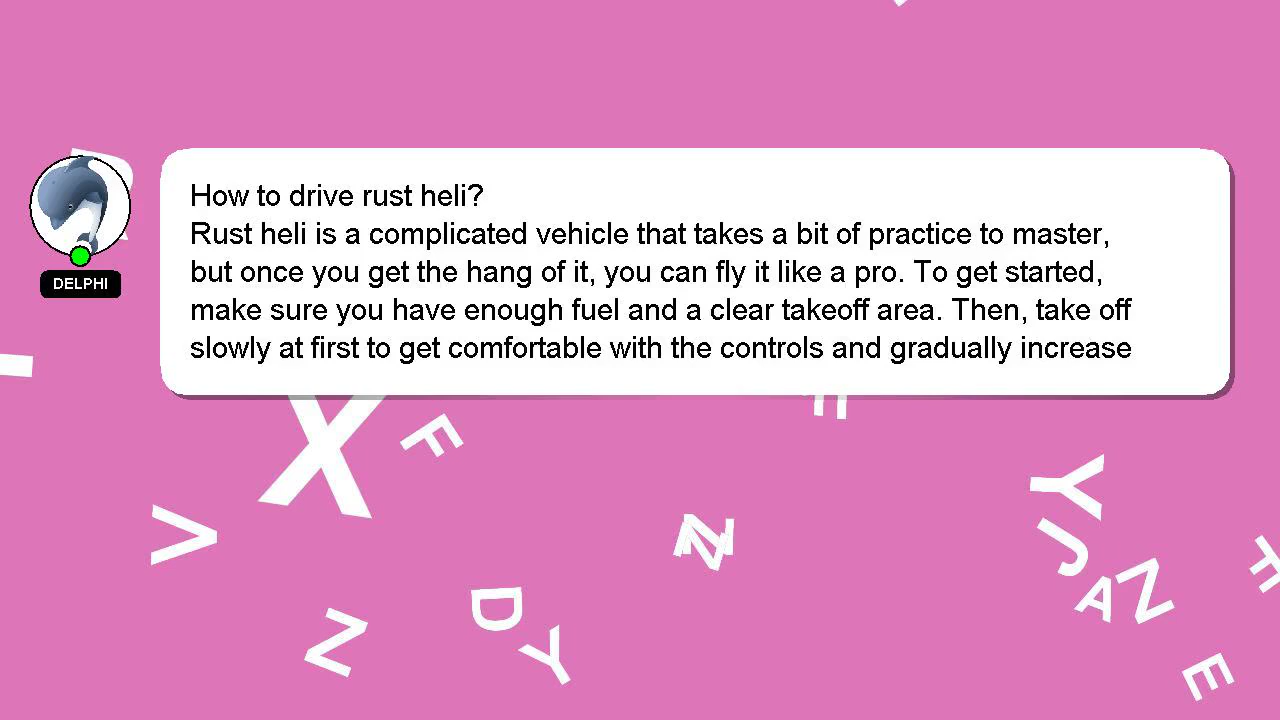 How to drive rust heli?
Rust heli is a complicated vehicle that takes a bit of practice to master,
but once you get the hang of it, you can fly it like a pro. To get started,
make sure you have enough fuel and a clear takeoff area. Then, take off
slowly at first to get comfortable with the controls and gradually increase
DELPHI
X
F
E
Y
V
N
Z
J
N
A
F
D
Y
N
E